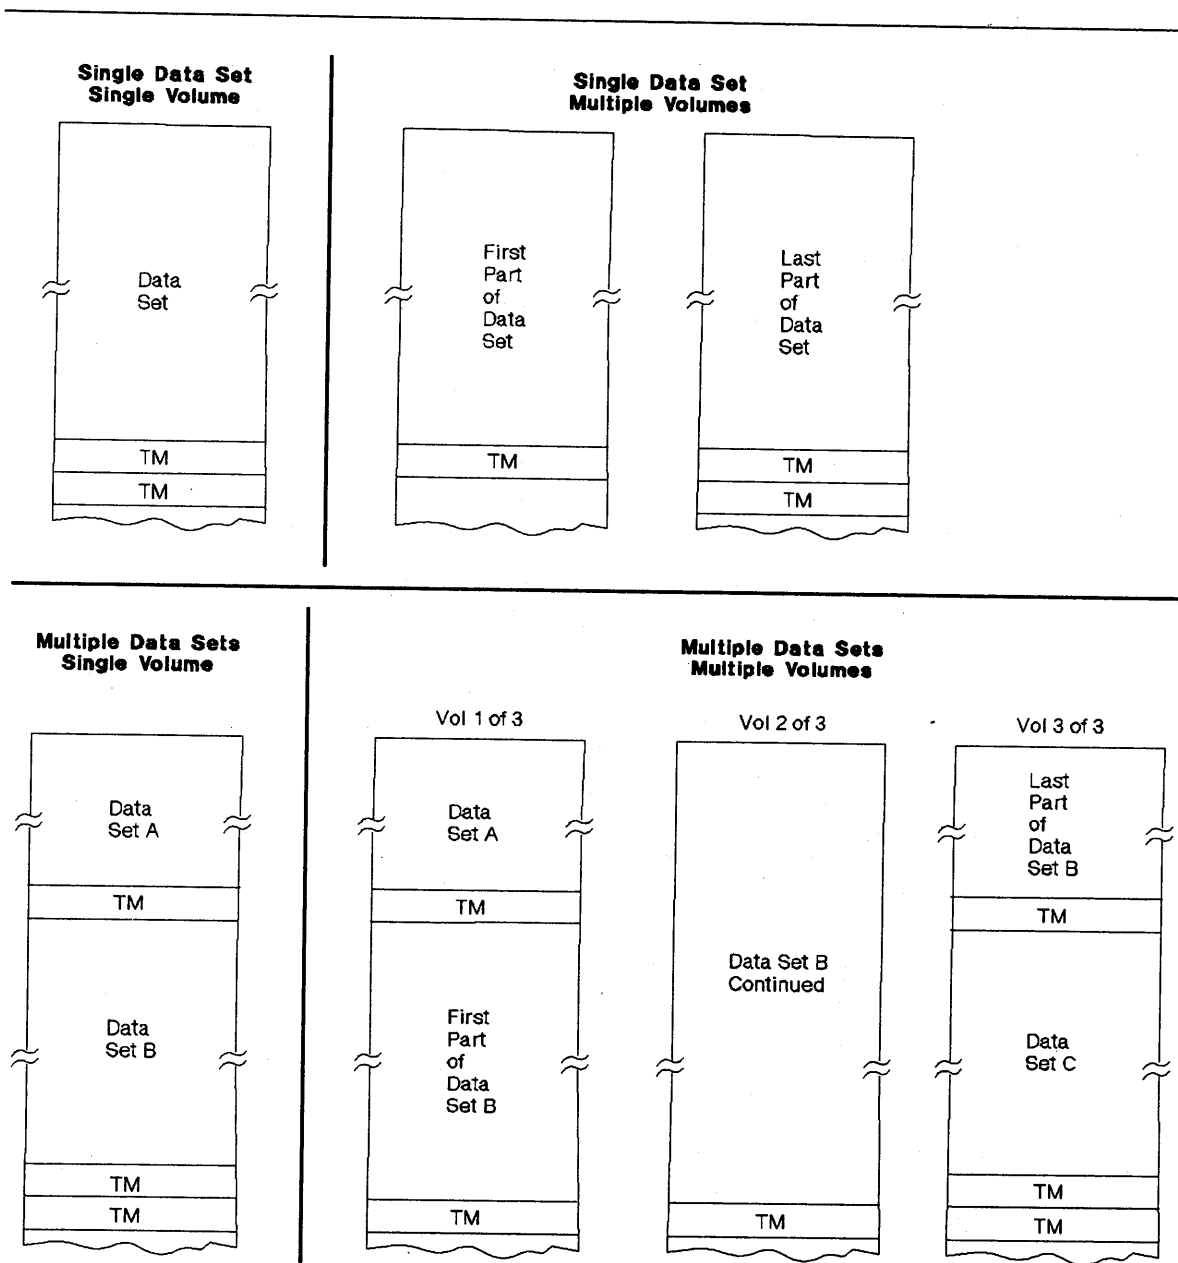 Single Data Set
Single Volume
Data
Set
TM
TM
Single Data Set
Multiple Volumes
First
Part
of
Data
Set
TM
Last
Part
of
Data
Set
TM
TM
Multiple Data Sets
Single Volume
Data
Set A
TM
Data
Set B
TM
TM
Multiple Data Sets
Multiple Volumes
Vol 1 of 3
Data
Set A
TM
First
Part
of
Data
Set B
TM
Vol 2 of 3
Data Set B
Continued
TM
Vol 3 of 3
Last
Part
of
Data
Set B
TM
Data
Set C
TM
TM